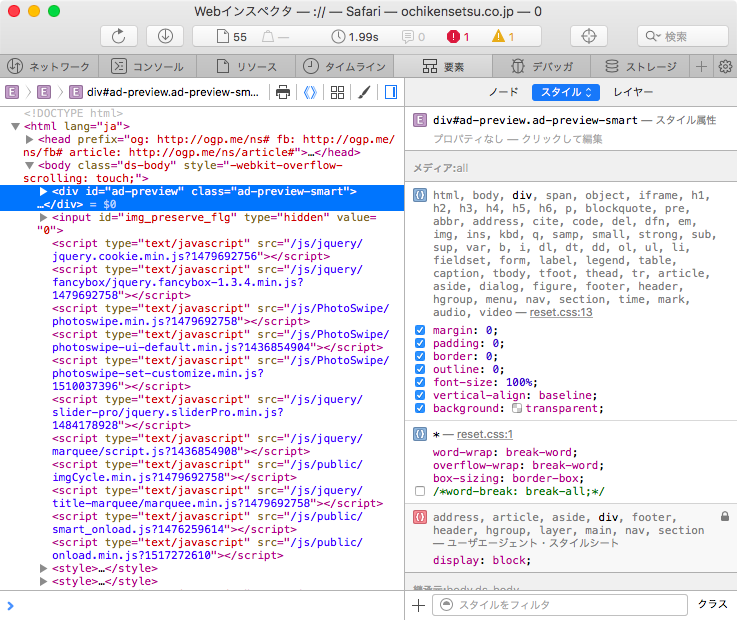 Webインスペクタ — :// — Safari — ochikensetsu.co.jp — 0
55 — 1.99s 0 1 1 検索
ネットワーク コンソール リソース タイムライン 要素 デバッガ ストレージ
E E div#ad-preview.ad-preview-sm...
<!DOCTYPE html>
<html lang="ja">
<head prefix="og: http://ogp.me/ns# fb: http://ogp.me/
ns/fb# article: http://ogp.me/ns/article#">…</head>
<body class="ds-body" style="-webkit-overflow-
scrolling: touch;">
<div id="ad-preview" class="ad-preview-smart">
…</div> = $0
<input id="img_preserve_flg" type="hidden" value=
"0">
<script type="text/javascript" src="/js/jquery/
jquery.cookie.min.js?1479692756"></script>
<script type="text/javascript" src="/js/jquery/
fancybox/jquery.fancybox-1.3.4.min.js?
1479692758"></script>
<script type="text/javascript" src="/js/PhotoSwipe/
photoswipe.min.js?1479692758"></script>
<script type="text/javascript" src="/js/PhotoSwipe/
photoswipe-ui-default.min.js?1436854904"></script>
<script type="text/javascript" src="/js/PhotoSwipe/
photoswipe-set-customize.min.js?
1510037396"></script>
<script type="text/javascript" src="/js/jquery/
slider-pro/jquery.sliderPro.min.js?
1484178928"></script>
<script type="text/javascript" src="/js/jquery/
marquee/script.js?1436854908"></script>
<script type="text/javascript" src="/js/public/
imgCycle.min.js?1479692758"></script>
<script type="text/javascript" src="/js/jquery/
title-marquee/marquee.min.js?1479692758"></script>
<script type="text/javascript" src="/js/public/
smart_onload.js?1476259614"></script>
<script type="text/javascript" src="/js/public/
onload.min.js?1517272610"></script>
<style>…</style>
<style>…</style>
ノード スタイル レイヤー
E div#ad-preview.ad-preview-smart — スタイル属性
プロパティなし — クリックして編集
メディア:all
html, body, div, span, object, iframe, h1,
h2, h3, h4, h5, h6, p, blockquote, pre,
abbr, address, cite, code, del, dfn, em,
img, ins, kbd, q, samp, small, strong, sub,
sup, var, b, i, dl, dt, dd, ol, ul, li,
fieldset, form, label, legend, table,
caption, tbody, tfoot, thead, tr, article,
aside, dialog, figure, footer, header,
hgroup, menu, nav, section, time, mark,
audio, video — reset.css:13
margin: 0;
padding: 0;
border: 0;
outline: 0;
font-size: 100%;
vertical-align: baseline;
background: transparent;
* — reset.css:1
word-wrap: break-word;
overflow-wrap: break-word;
box-sizing: border-box;
/*word-break: break-all;*/
address, article, aside, div, footer,
header, hgroup, layer, main, nav, section
— ユーザエージェント・スタイルシート
display: block;
継承元:body.ds-body
スタイルをフィルタ クラス